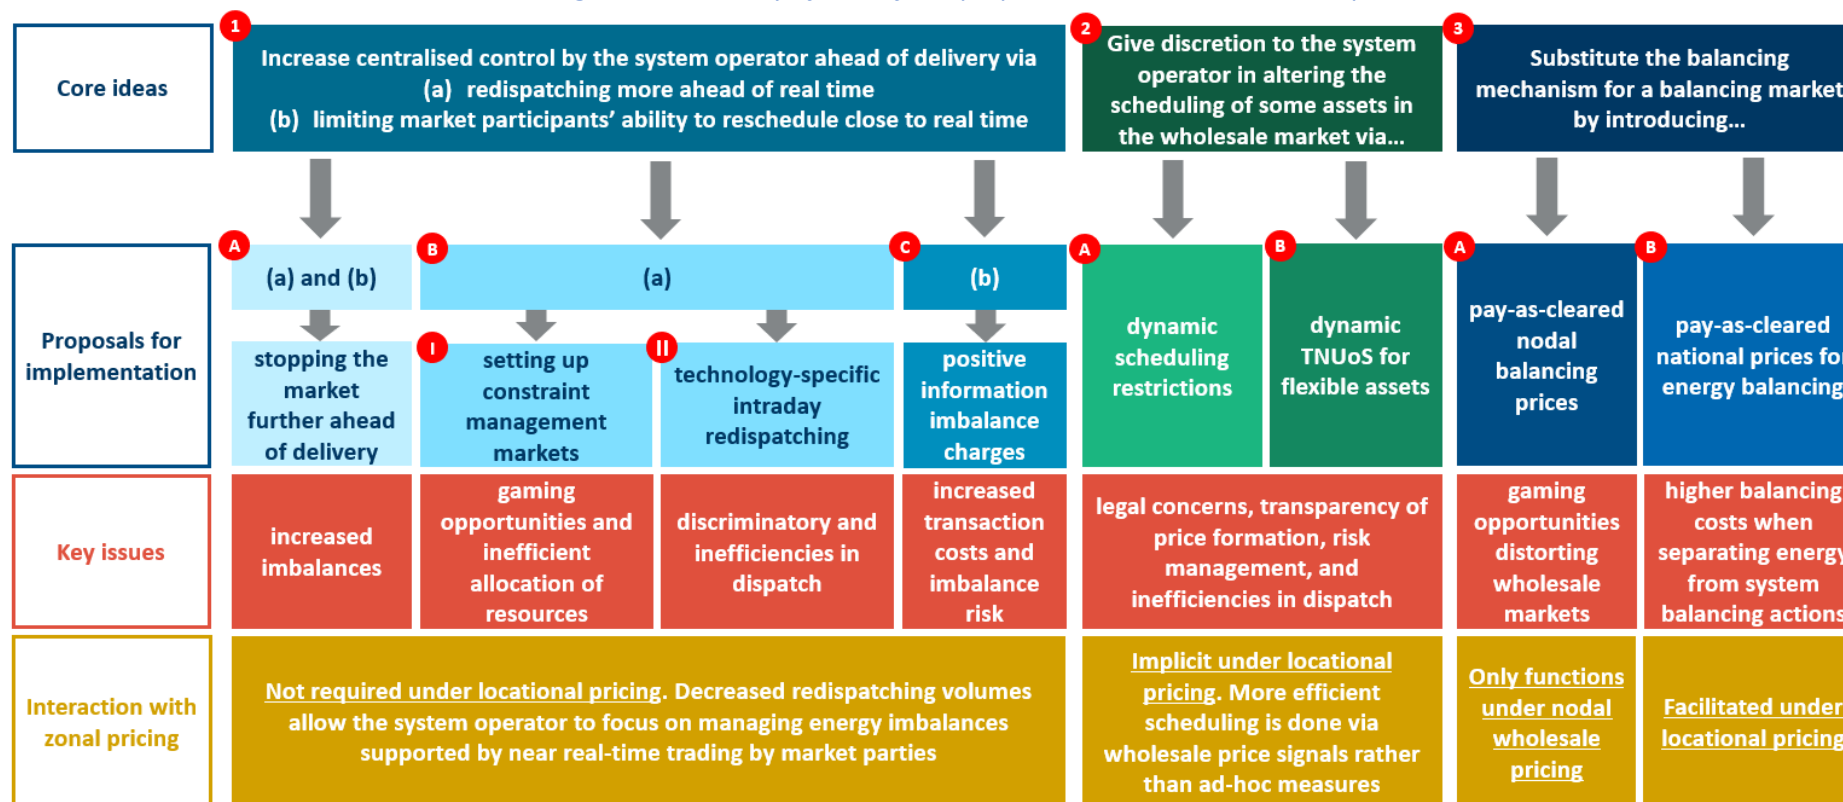 Core ideas
1
Increase centralised control by the system operator ahead of delivery via
(a) redispatching more ahead of real time
(b) limiting market participants’ ability to reschedule close to real time
2
Give discretion to the system
operator in altering the
scheduling of some assets in
the wholesale market via...
3
Substitute the balancing
mechanism for a balancing market
by introducing...
Proposals for
implementation
A
(a) and (b)
stopping the
market
further ahead
of delivery
B
(a)
I
setting up
constraint
management
markets
II
technology-specific
intraday
redispatching
C
(b)
positive
information
imbalance
charges
A
dynamic
scheduling
restrictions
B
dynamic
TNUoS for
flexible assets
A
pay-as-cleared
nodal
balancing
prices
B
pay-as-cleared
national prices for
energy balancing
Key issues
increased
imbalances
gaming
opportunities and
inefficient
allocation of
resources
discriminatory and
inefficiencies in
dispatch
increased
transaction
costs and
imbalance
risk
legal concerns, transparency of
price formation, risk
management, and
inefficiencies in dispatch
gaming
opportunities
distorting
wholesale
markets
higher balancing
costs when
separating energy
from system
balancing actions
Interaction with
zonal pricing
Not required under locational pricing. Decreased redispatching volumes
allow the system operator to focus on managing energy imbalances
supported by near real-time trading by market parties
Implicit under locational
pricing. More efficient
scheduling is done via
wholesale price signals rather
than ad-hoc measures
Only functions
under nodal
wholesale
pricing
Facilitated under
locational pricing